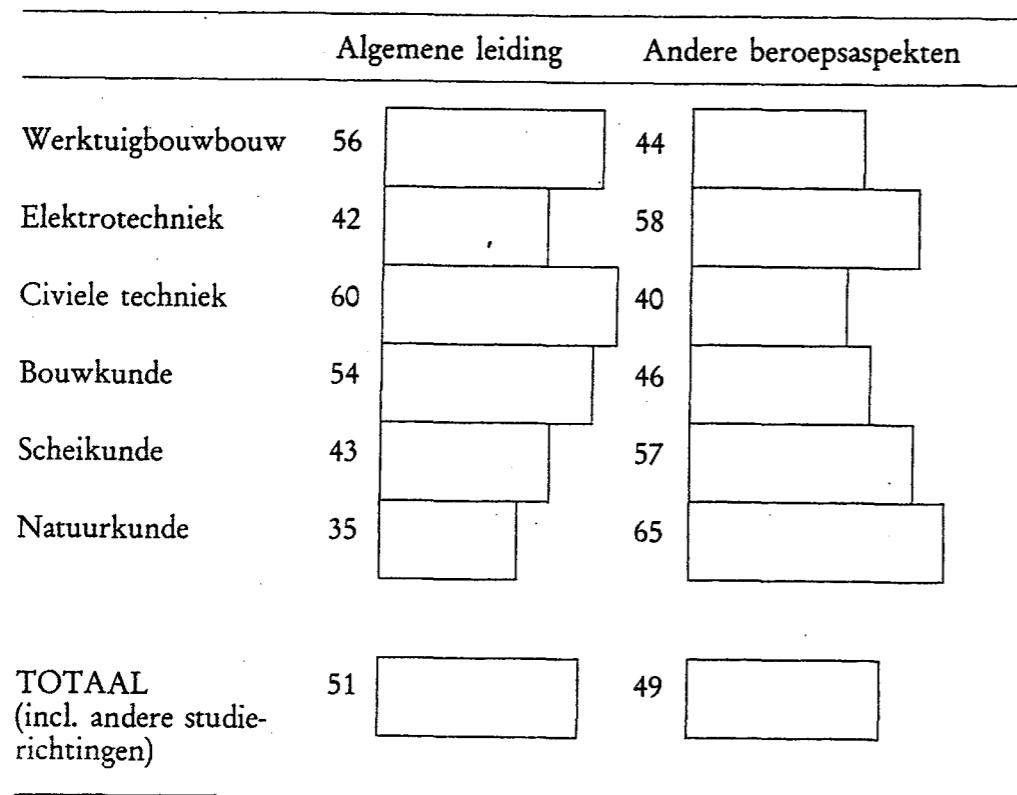 Algemene leiding Andere beroepsaspekten
Werktuigbouwbouw 56 44
Elektrotechniek 42 58
Civiele techniek 60 40
Bouwkunde 54 46
Scheikunde 43 57
Natuurkunde 35 65
TOTAAL 51 49
(incl. andere studie-
richtingen)